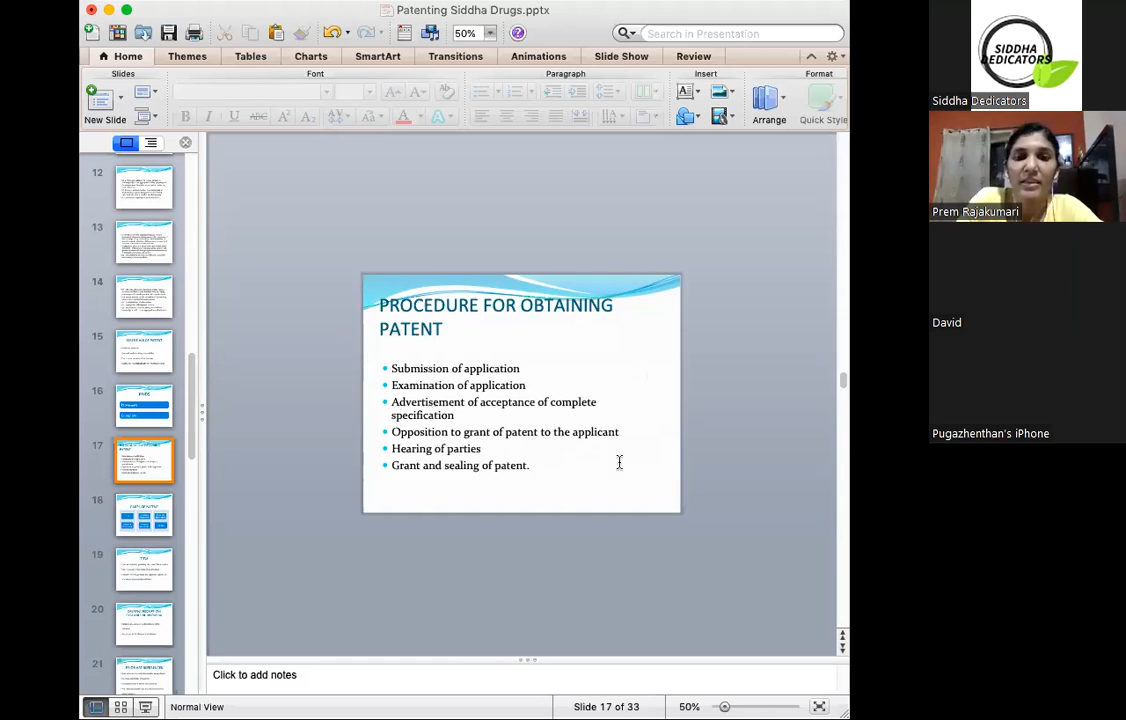 Patenting Siddha Drugs.pptx
50%
Search in Presentation
Home
Themes
Tables
Charts
SmartArt
Transitions
Animations
Slide Show
Review
Slides
Font
Paragraph
Insert
Format
New Slide
Arrange
Quick Style
12
13
14
15
16
17
18
19
20
21
PROCEDURE FOR OBTAINING
PATENT
Submission of application
Examination of application
Advertisement of acceptance of complete
specification
Opposition to grant of patent to the applicant
Hearing of parties
Grant and sealing of patent.
Click to add notes
Normal View
Slide 17 of 33
50%
SIDDHA
DEDICATORS
Siddha Dedicators
Prem Rajakumari
David
Pugazhenthan's iPhone